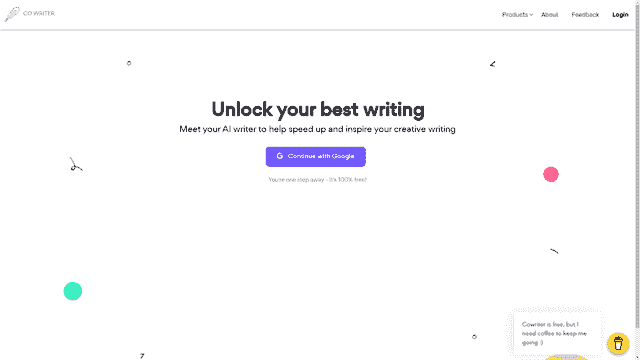 CO WRITER
Products
About
Feedback
Login
Unlock your best writing
Meet your AI writer to help speed up and inspire your creative writing
G Continue with Google
You're one step away - It's 100% free!
Cowriter is free, but I
need coffee to keep me
going :)